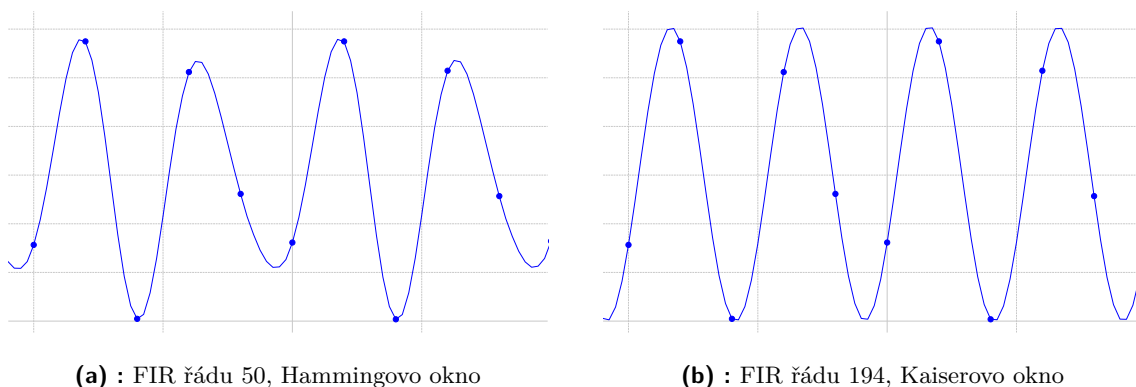 (a) : FIR řádu 50, Hammingovo okno
(b) : FIR řádu 194, Kaiserovo okno